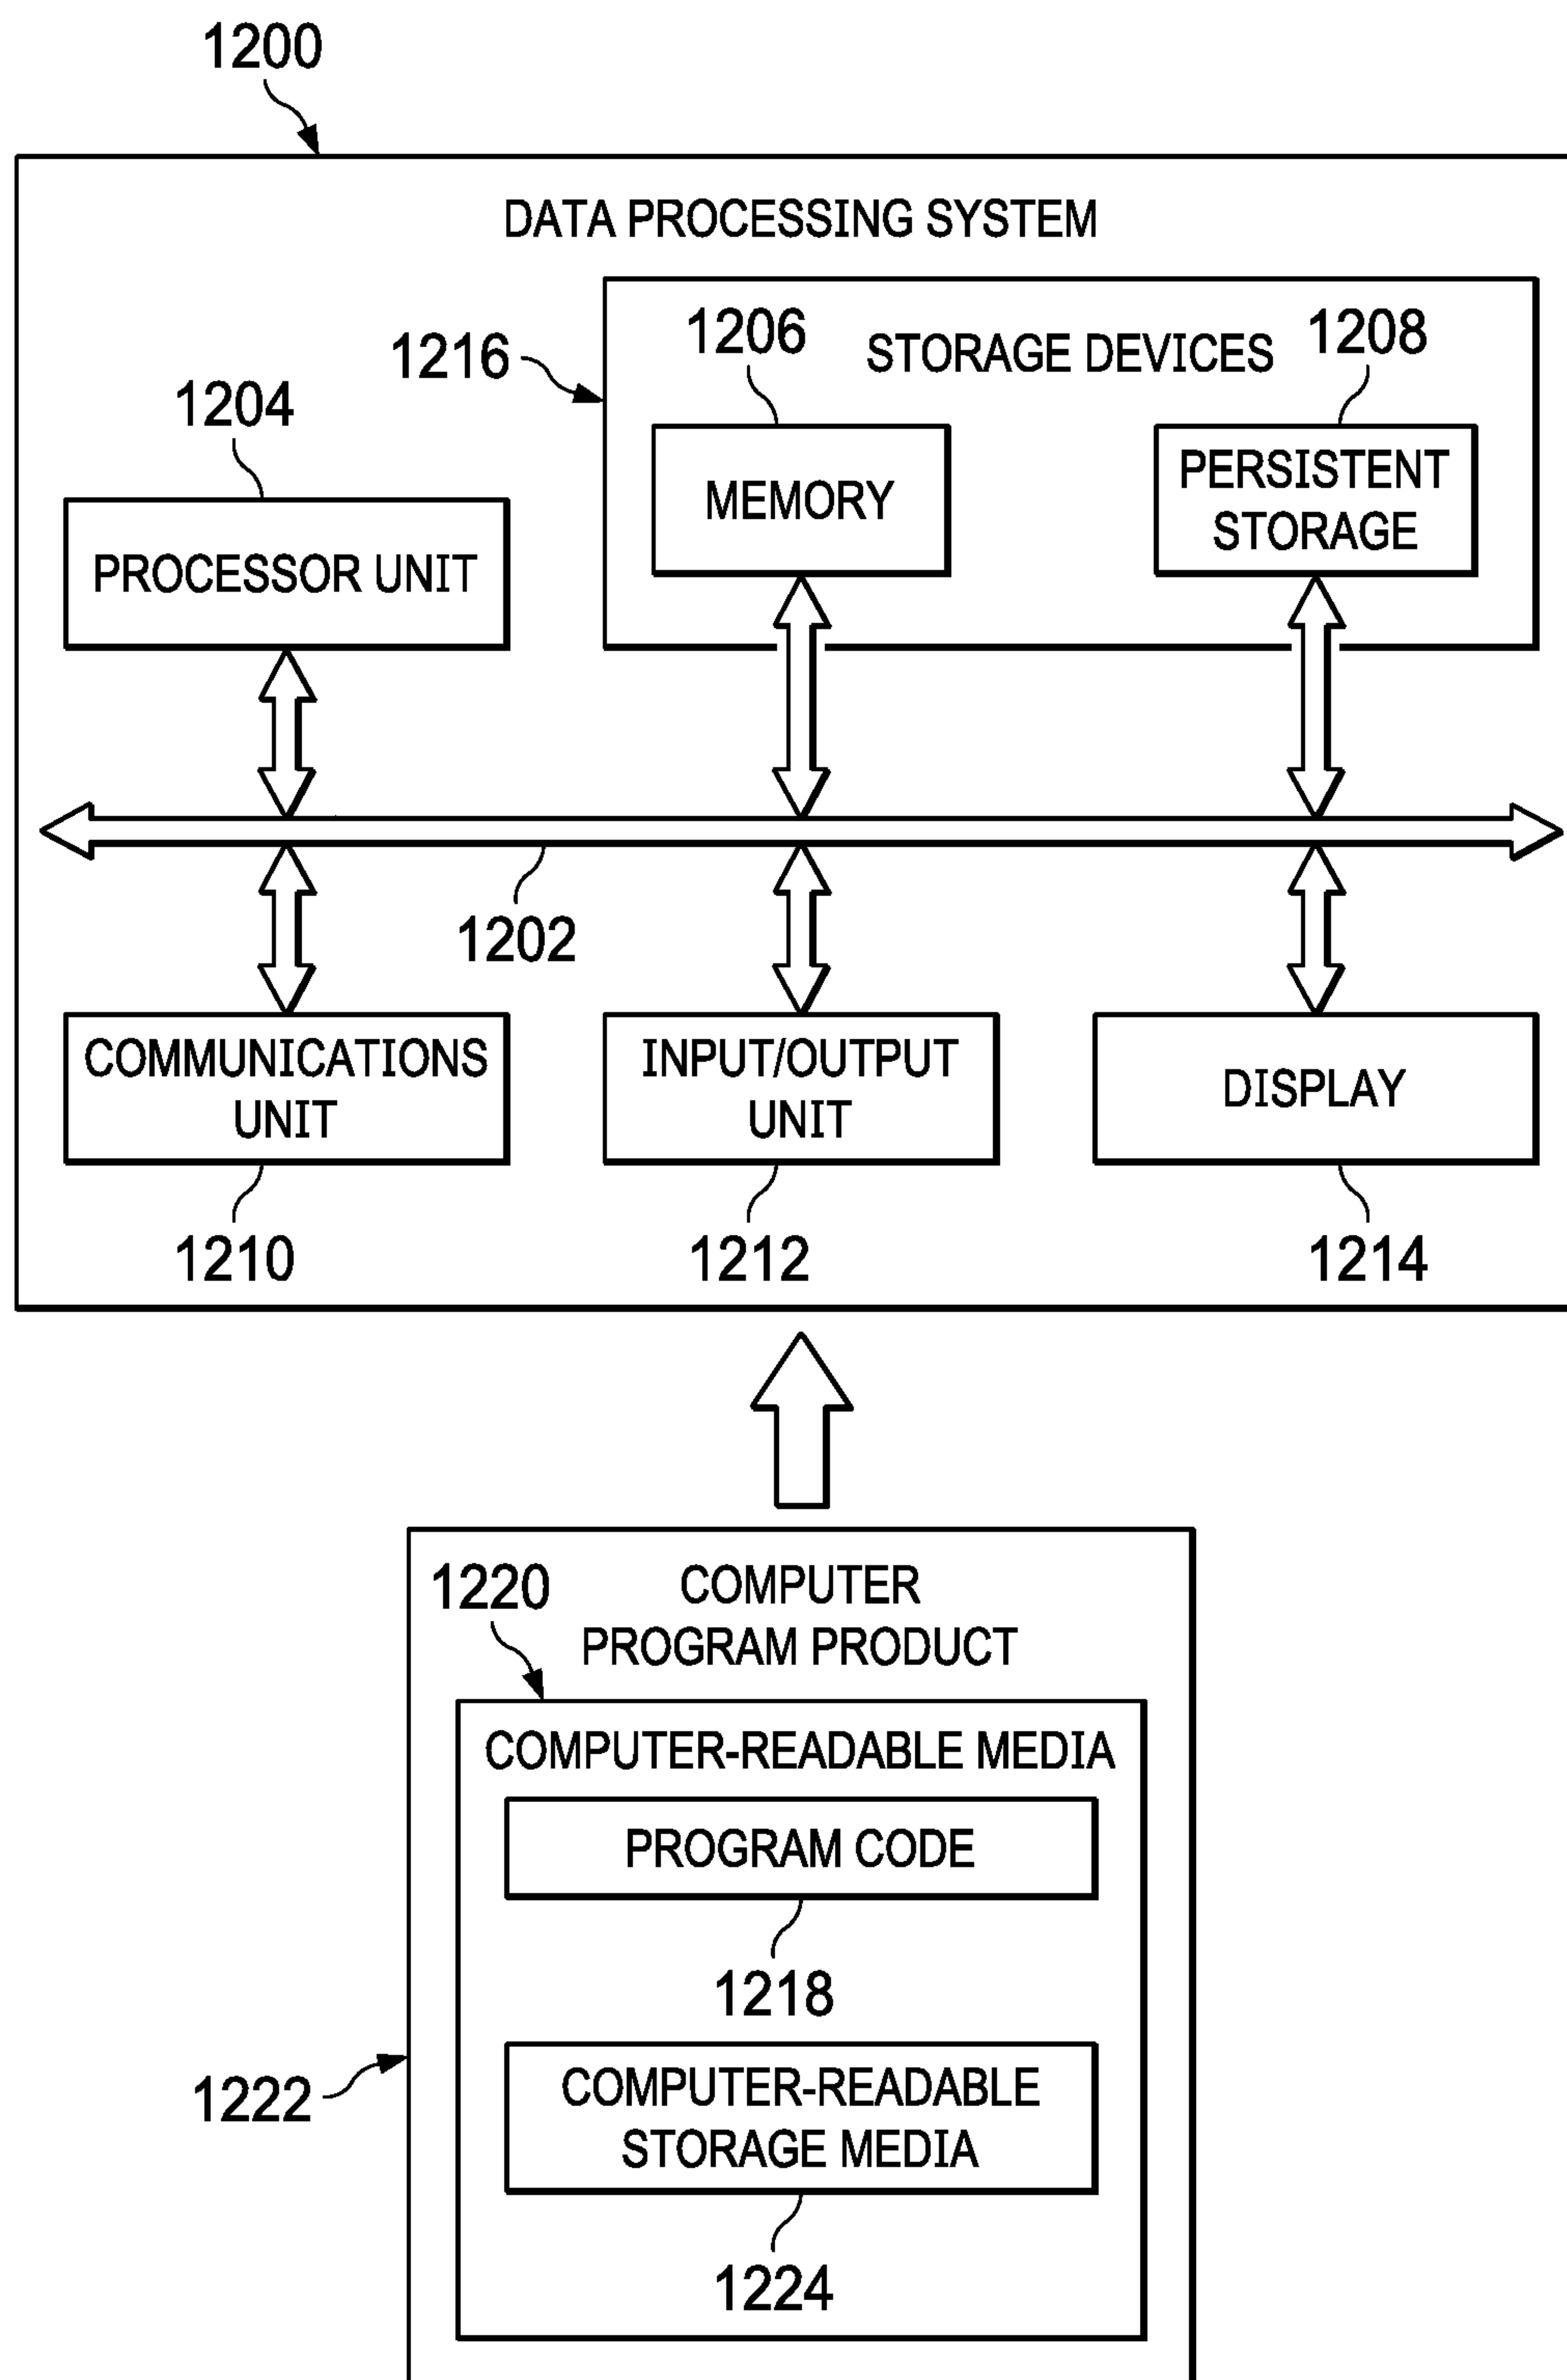 1200
DATA PROCESSING SYSTEM
1216
1206
STORAGE DEVICES
1208
1204
MEMORY
PERSISTENT
STORAGE
PROCESSOR UNIT
1202
COMMUNICATIONS
UNIT
INPUT/OUTPUT
UNIT
DISPLAY
1210
1212
1214
1220
COMPUTER
PROGRAM PRODUCT
COMPUTER-READABLE MEDIA
PROGRAM CODE
1218
1222
COMPUTER-READABLE
STORAGE MEDIA
1224